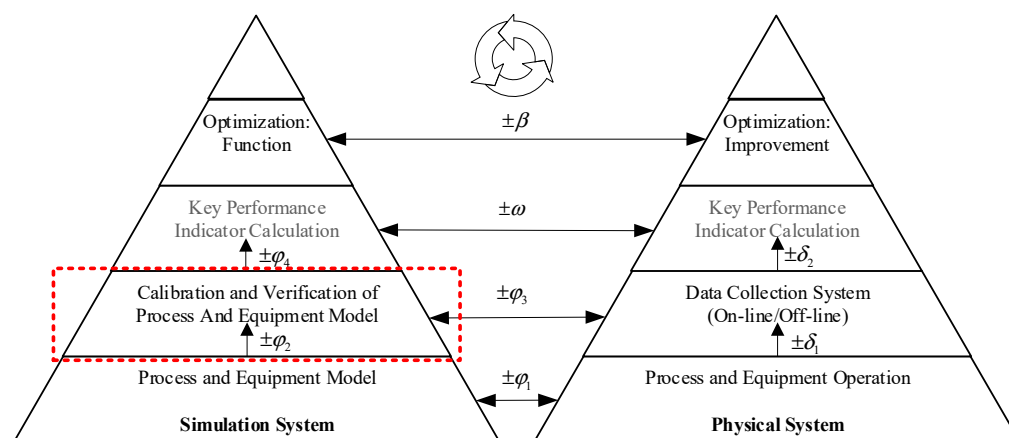 Optimization:
Function
±β
Optimization:
Improvement
Key Performance
Indicator Calculation
±φ4
±ω
Key Performance
Indicator Calculation
±δ2
Calibration and Verification of
Process And Equipment Model
±φ2
±φ3
Data Collection System
(On-line/Off-line)
±δ1
Process and Equipment Model
±φ1
Process and Equipment Operation
Simulation System
Physical System